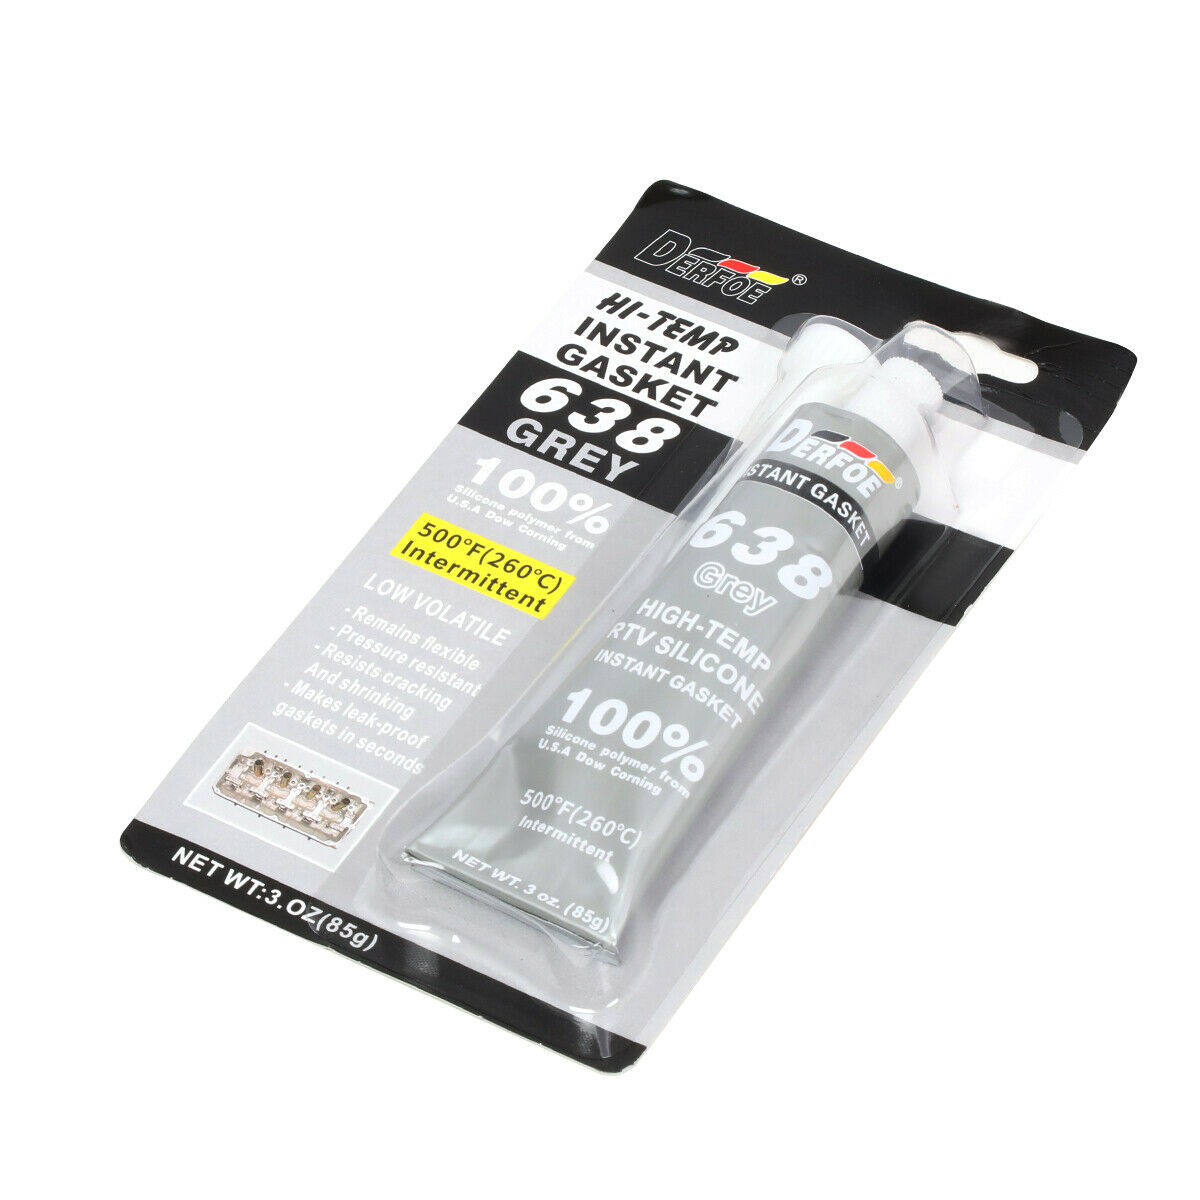 DERFOE®
HI-TEMP
INSTANT
GASKET
638
GREY
100%
Silicone polymer from
U.S.A Dow Corning
500°F(260°C)
Intermittent
LOW VOLATILE
- Remains flexible
- Pressure resistant
- Resists cracking
And shrinking
- Makes leak-proof
gaskets in seconds
NET WT:3.OZ(85g)
DERFOE®
STANT GASKET
638
Grey
HIGH-TEMP
RTV SILICONE
INSTANT GASKET
100%
Silicone polymer from
U.S.A Dow Corning
500°F(260°C)
Intermittent
NET WT. 3 oz. (85g)